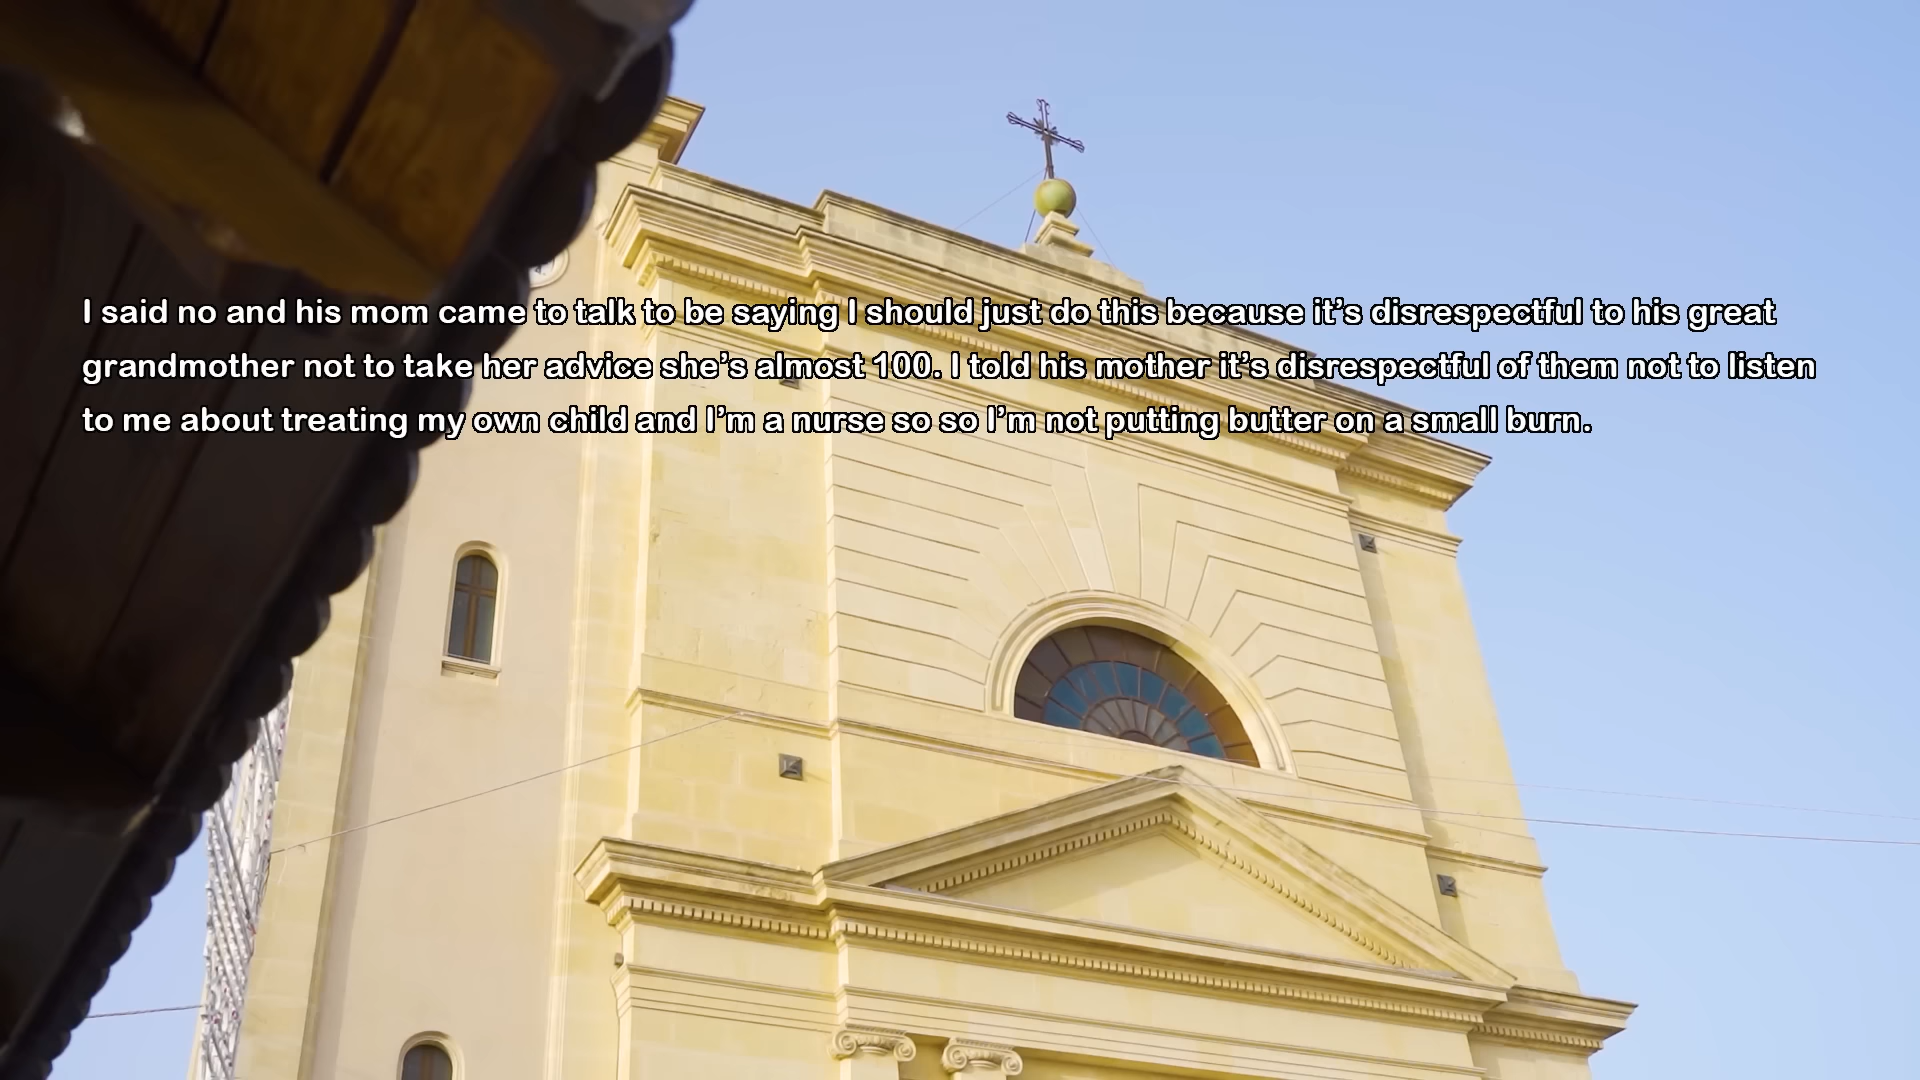 I said no and his mom came to talk to be saying I should just do this because it’s disrespectful to his great
grandmother not to take her advice she’s almost 100. I told his mother it’s disrespectful of them not to listen
to me about treating my own child and I’m a nurse so so I’m not putting butter on a small burn.